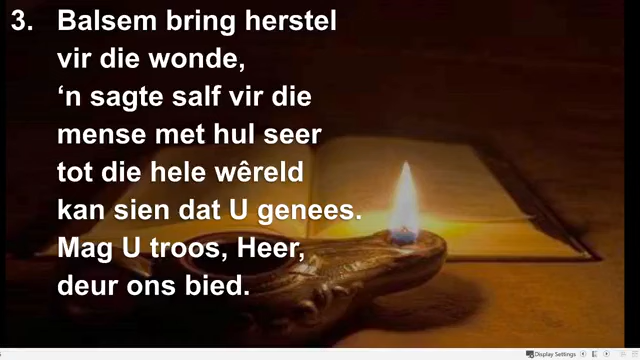 3. Balsem bring herstel
vir die wonde,
‘n sagte salf vir die
mense met hul seer
tot die hele wêreld
kan sien dat U genees.
Mag U troos, Heer,
deur ons bied.
Display Settings